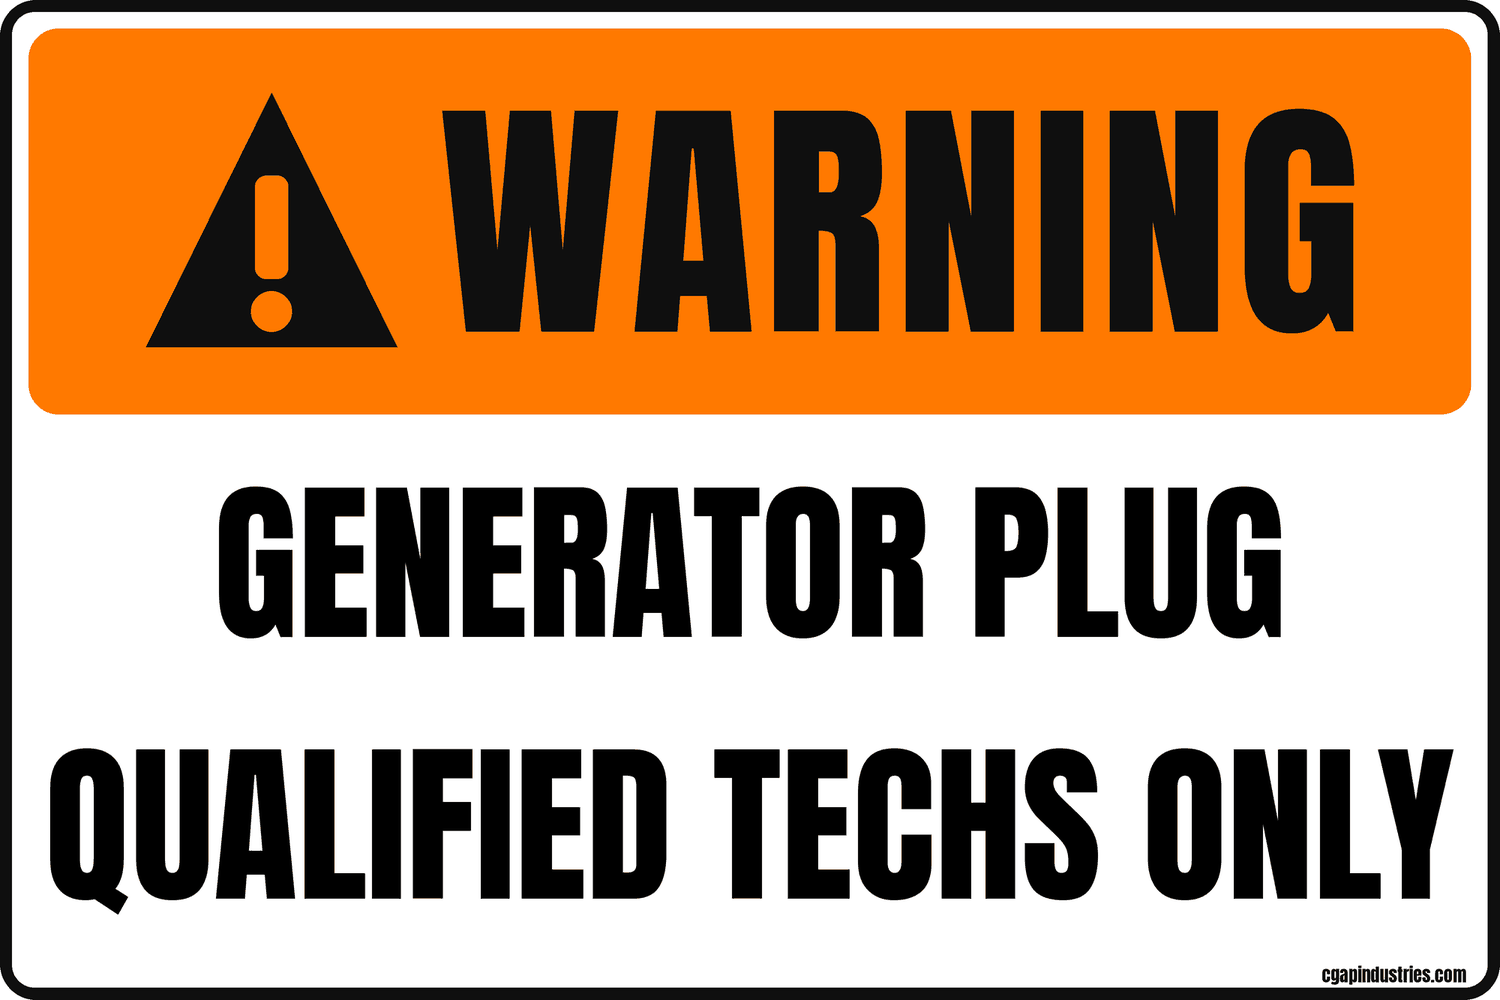 WARNING
GENERATOR PLUG
QUALIFIED TECHS ONLY
cgapindustries.com